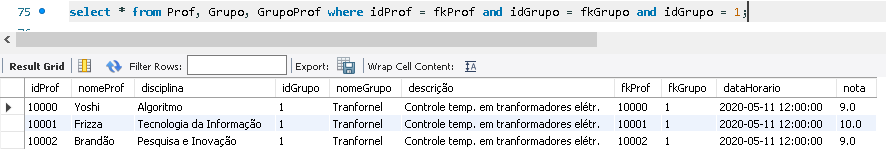 75 select * from Prof, Grupo, GrupoProf where idProf = fkProf and idGrupo = fkGrupo and idGrupo = 1;
Result Grid Filter Rows: Export: Wrap Cell Content:
idProf nomeProf disciplina idGrupo nomeGrupo descrição fkProf fkGrupo dataHorario nota
10000 Yoshi Algoritmo 1 Tranfornel Controle temp. em tranformadores elétr. 10000 1 2020-05-11 12:00:00 9.0
10001 Frizza Tecnologia da Informação 1 Tranfornel Controle temp. em tranformadores elétr. 10001 1 2020-05-11 12:00:00 10.0
10002 Brandão Pesquisa e Inovação 1 Tranfornel Controle temp. em tranformadores elétr. 10002 1 2020-05-11 12:00:00 9.0